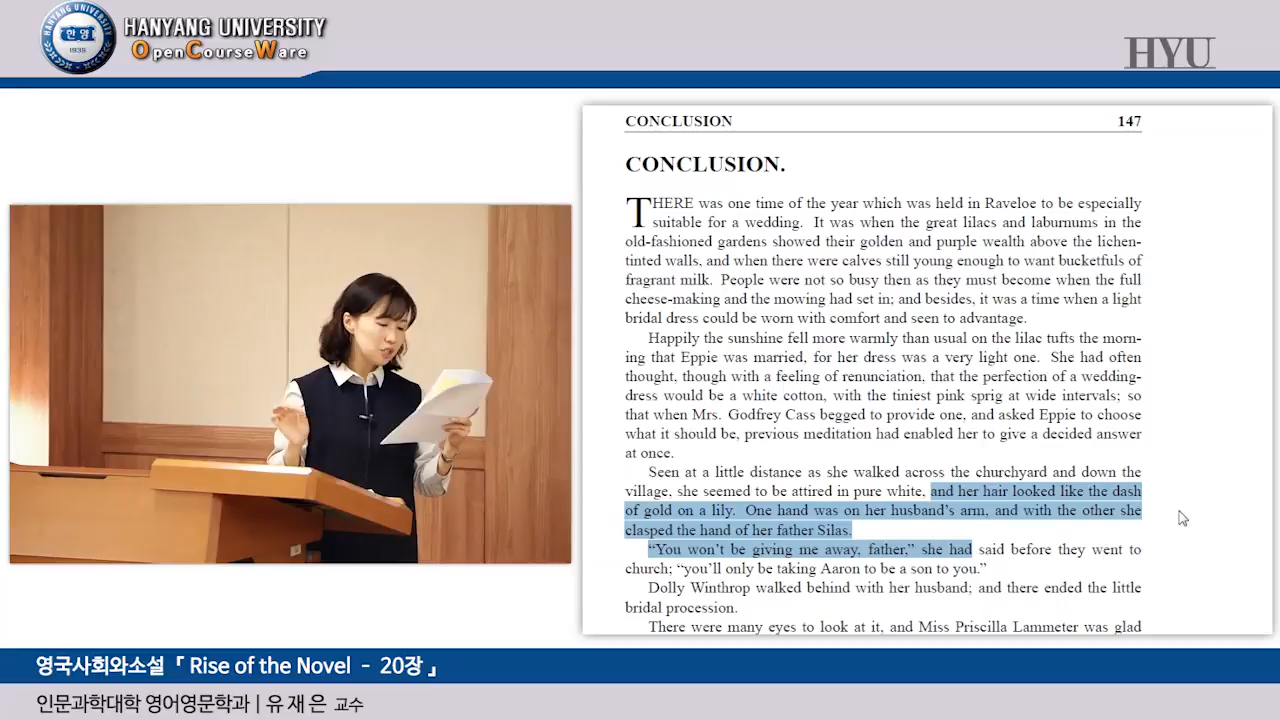 HANYANG UNIVERSITY
OpenCourseWare
HANYANG UNIVERSITY
한양
1939
HYU
CONCLUSION 147
CONCLUSION.
THERE was one time of the year which was held in Raveloe to be especially
suitable for a wedding. It was when the great lilacs and laburnums in the
old-fashioned gardens showed their golden and purple wealth above the lichen-
tinted walls, and when there were calves still young enough to want bucketfuls of
fragrant milk. People were not so busy then as they must become when the full
cheese-making and the mowing had set in; and besides, it was a time when a light
bridal dress could be worn with comfort and seen to advantage.
Happily the sunshine fell more warmly than usual on the lilac tufts the morn-
ing that Eppie was married, for her dress was a very light one. She had often
thought, though with a feeling of renunciation, that the perfection of a wedding-
dress would be a white cotton, with the tiniest pink sprig at wide intervals; so
that when Mrs. Godfrey Cass begged to provide one, and asked Eppie to choose
what it should be, previous meditation had enabled her to give a decided answer
at once.
Seen at a little distance as she walked across the churchyard and down the
village, she seemed to be attired in pure white, and her hair looked like the dash
of gold on a lily. One hand was on her husband’s arm, and with the other she
clasped the hand of her father Silas.
“You won’t be giving me away, father,” she had said before they went to
church; “you’ll only be taking Aaron to be a son to you.”
Dolly Winthrop walked behind with her husband; and there ended the little
bridal procession.
There were many eyes to look at it, and Miss Priscilla Lammeter was glad
영국사회와소설 「 Rise of the Novel - 20장 」
인문과학대학 영어영문학과 | 유 재 은 교수